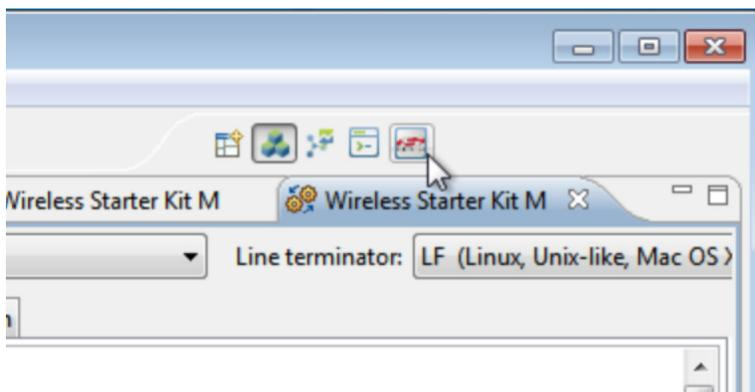 Wireless Starter Kit M Wireless Starter Kit M
Line terminator: LF (Linux, Unix-like, Mac OS X
n